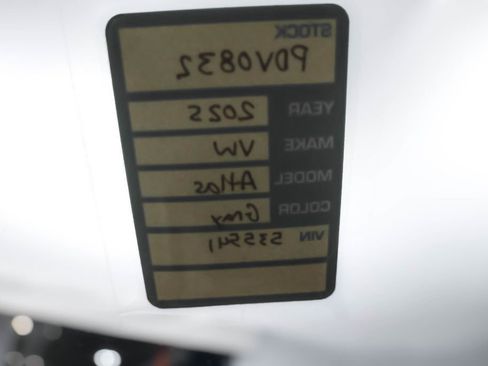 STOCK
PDV0832
YEAR 2025
MAKE VW
MODEL Atlas
COLOR Gray
VIN 535541